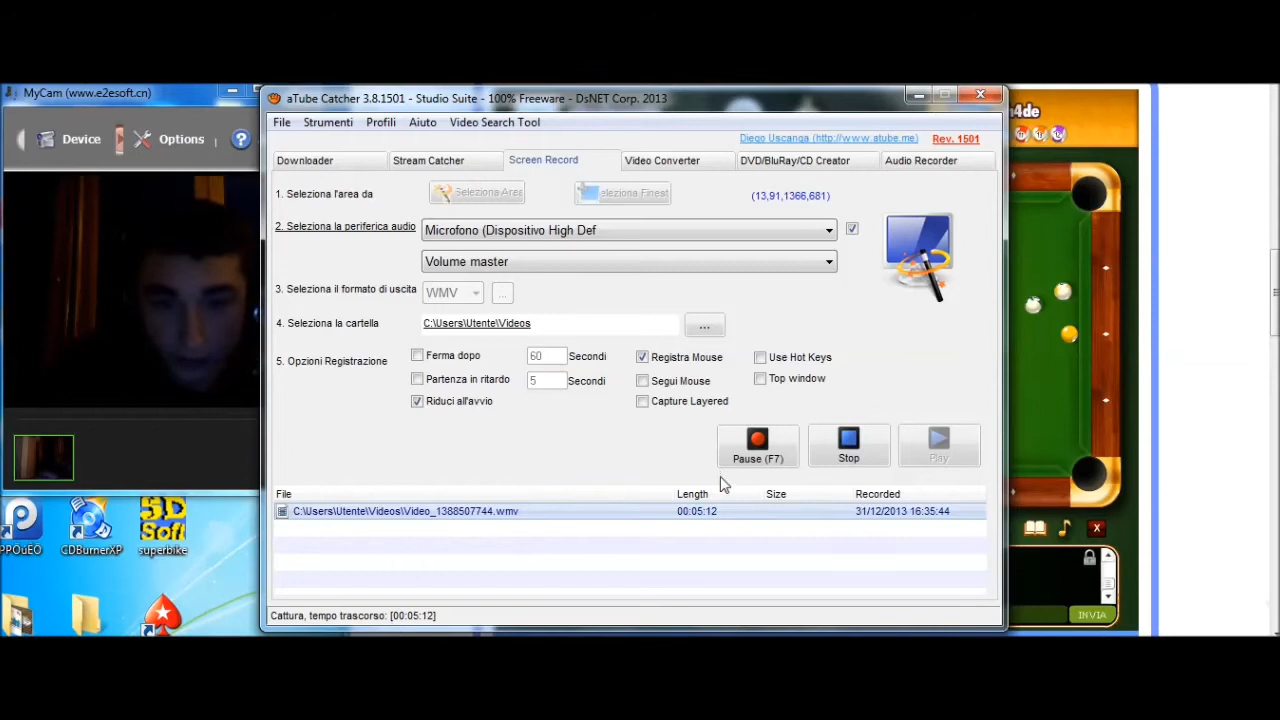 MyCam (www.e2esoft.cn)
Device
Options
?
aTube Catcher 3.8.1501 - Studio Suite - 100% Freeware - DsNET Corp. 2013
File Strumenti Profili Aiuto Video Search Tool
Diego Uscanga (http://www.atube.me) Rev. 1501
Downloader Stream Catcher Screen Record Video Converter DVD/BluRay/CD Creator Audio Recorder
1. Seleziona l'area da Seleziona Area eleziona Finest (13,91,1366,681)
2. Seleziona la periferica audio Microfono (Dispositivo High Def
Volume master
3. Seleziona il formato di uscita WMV ...
4. Seleziona la cartella C:\Users\Utente\Videos ...
5. Opzioni Registrazione
Ferma dopo 60 Secondi Registra Mouse Use Hot Keys
Partenza in ritardo 5 Secondi Segui Mouse Top window
Riduci all'avvio Capture Layered
Pause (F7) Stop Play
File Length Size Recorded
C:\Users\Utente\Videos\Video_1388507744.wmv 00:05:12 31/12/2013 16:35:44
Cattura, tempo trascorso: [00:05:12]
CDBurnerXP
SD
Soft
superbike
m4de
X
INVIA